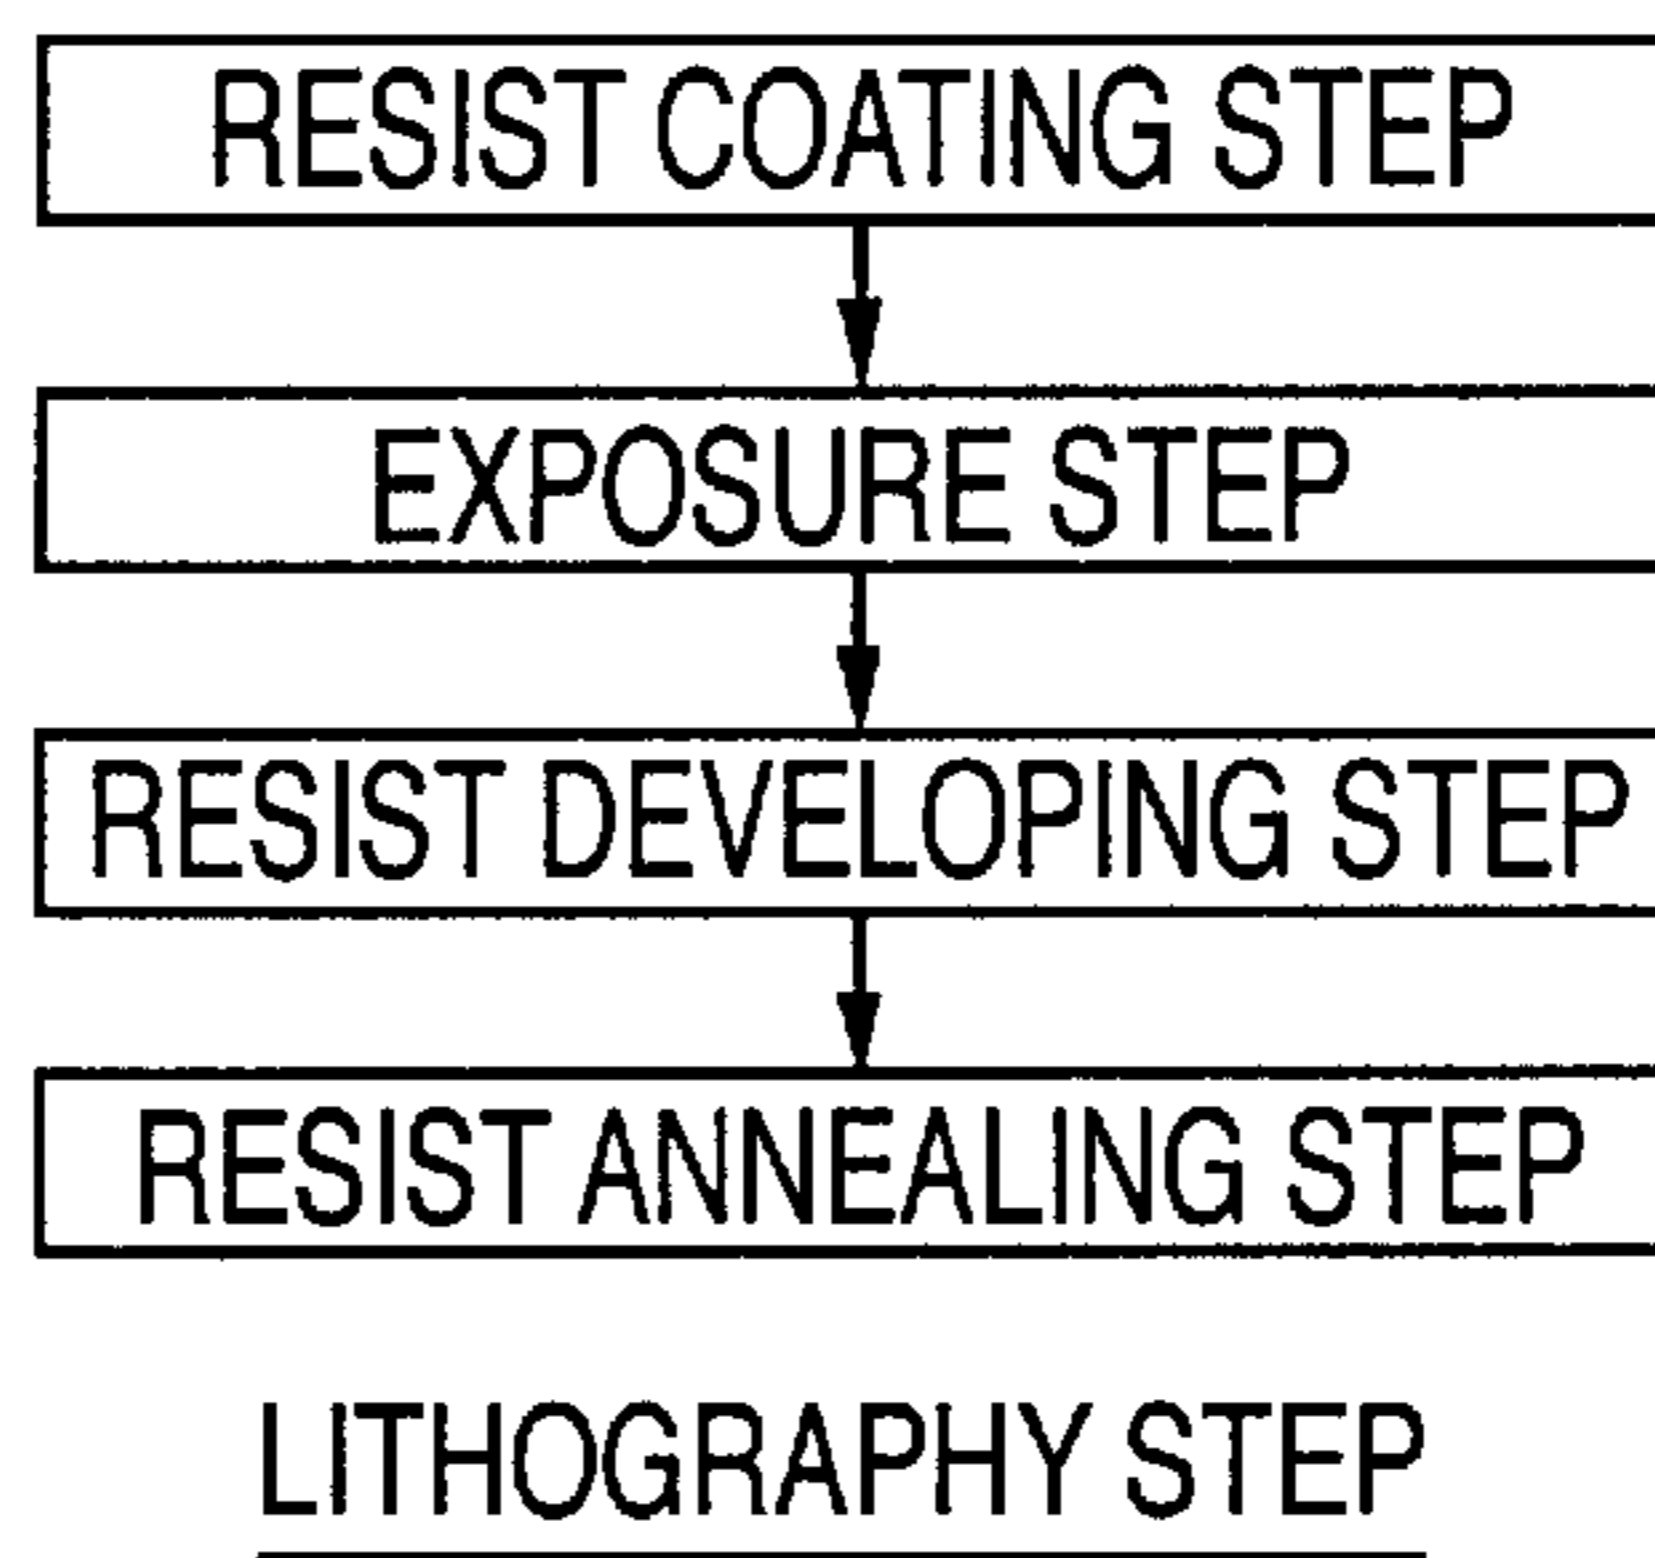 RESIST COATING STEP
EXPOSURE STEP
RESIST DEVELOPING STEP
RESIST ANNEALING STEP
LITHOGRAPHY STEP